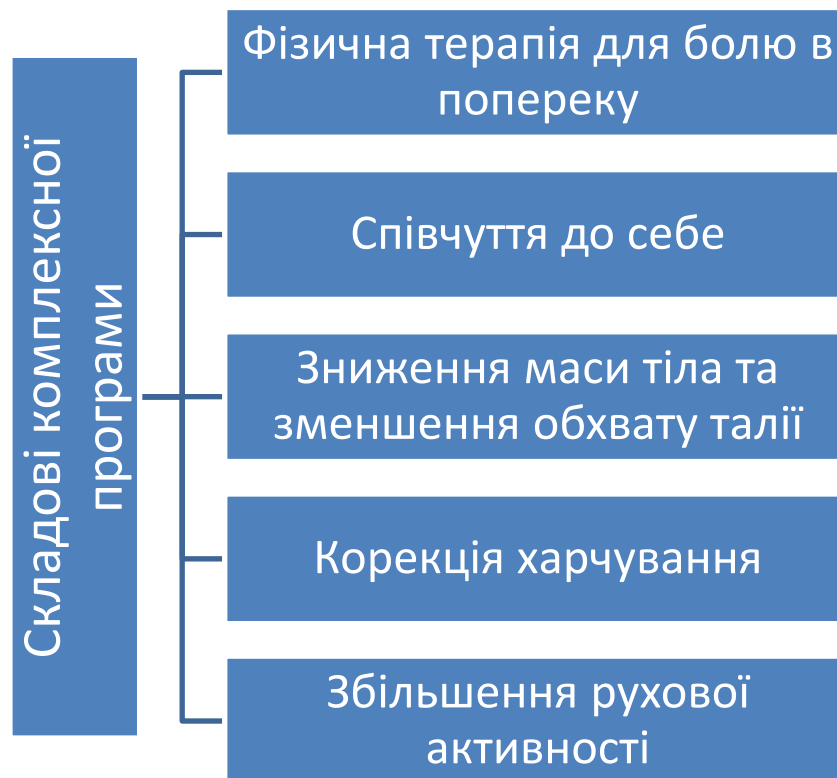 Складові комплексної
програми
Фізична терапія для болю в
попереку
Співчуття до себе
Зниження маси тіла та
зменшення обхвату талії
Корекція харчування
Збільшення рухової
активності